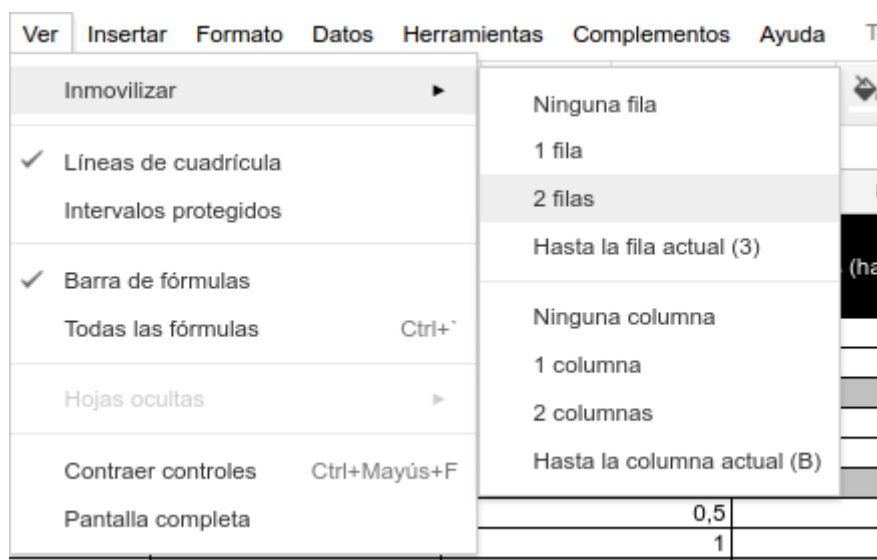 Ver Insertar Formato Datos Herramientas Complementos Ayuda
Inmovilizar
Líneas de cuadrícula
Intervalos protegidos
Barra de fórmulas
Todas las fórmulas Ctrl+`
Hojas ocultas
Contraer controles Ctrl+Mayús+F
Pantalla completa
Ninguna fila
1 fila
2 filas
Hasta la fila actual (3)
Ninguna columna
1 columna
2 columnas
Hasta la columna actual (B)
0,5
1